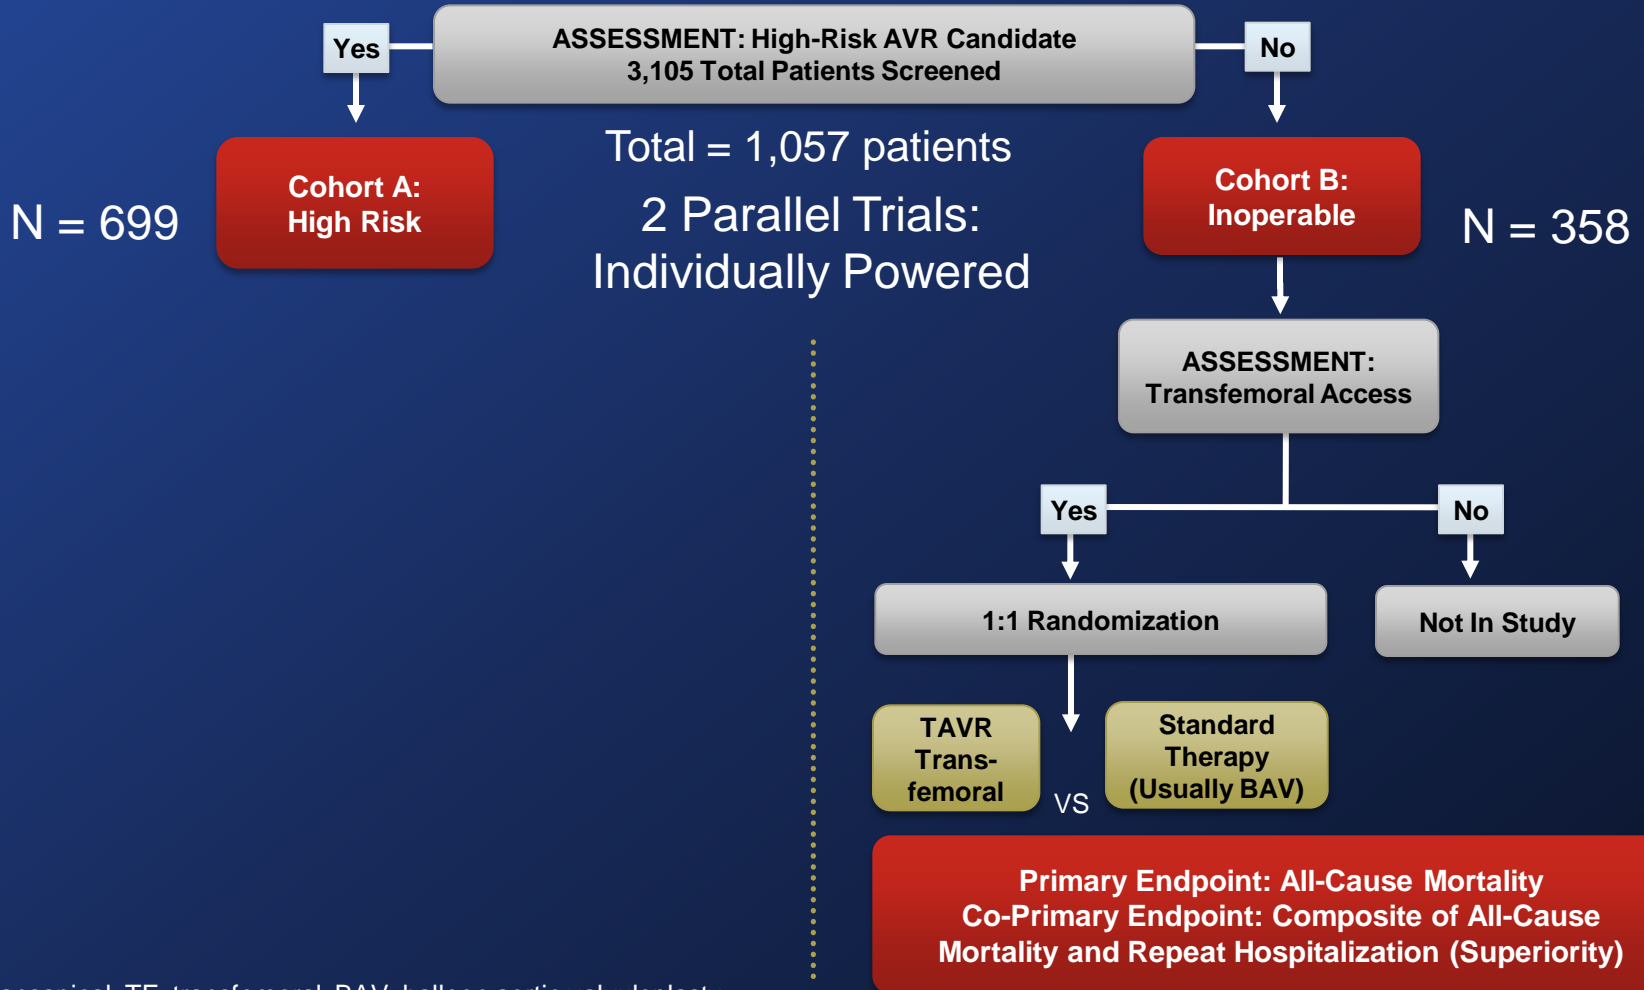 ASSESSMENT: High-Risk AVR Candidate
3,105 Total Patients Screened
Yes
No
Total = 1,057 patients
2 Parallel Trials:
Individually Powered
N = 699
Cohort A:
High Risk
Cohort B:
Inoperable
N = 358
ASSESSMENT:
Transfemoral Access
Yes
No
1:1 Randomization
Not In Study
TAVR
Trans-
femoral
VS
Standard
Therapy
(Usually BAV)
Primary Endpoint: All-Cause Mortality
Co-Primary Endpoint: Composite of All-Cause
Mortality and Repeat Hospitalization (Superiority)